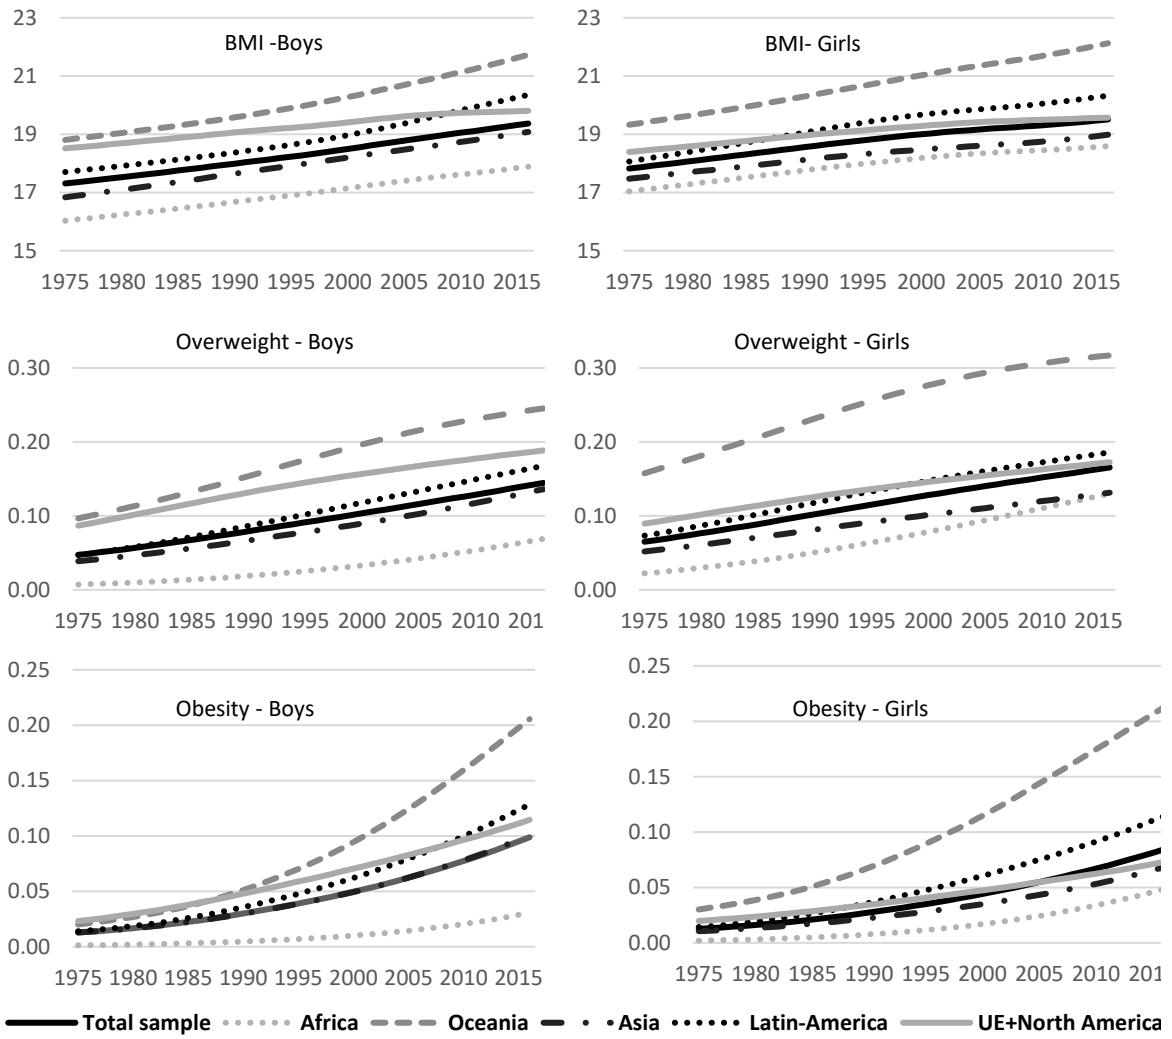 BMI -Boys
23
21
19
17
15
1975 1980 1985 1990 1995 2000 2005 2010 2015
BMI- Girls
23
21
19
17
15
1975 1980 1985 1990 1995 2000 2005 2010 2015
Overweight - Boys
0.30
0.20
0.10
0.00
1975 1980 1985 1990 1995 2000 2005 2010 201
Overweight - Girls
0.30
0.20
0.10
0.00
1975 1980 1985 1990 1995 2000 2005 2010 2015
Obesity - Boys
0.25
0.20
0.15
0.10
0.05
0.00
1975 1980 1985 1990 1995 2000 2005 2010 2015
Obesity - Girls
0.25
0.20
0.15
0.10
0.05
0.00
1975 1980 1985 1990 1995 2000 2005 2010 201
Total sample Africa Oceania Asia Latin-America UE+North America